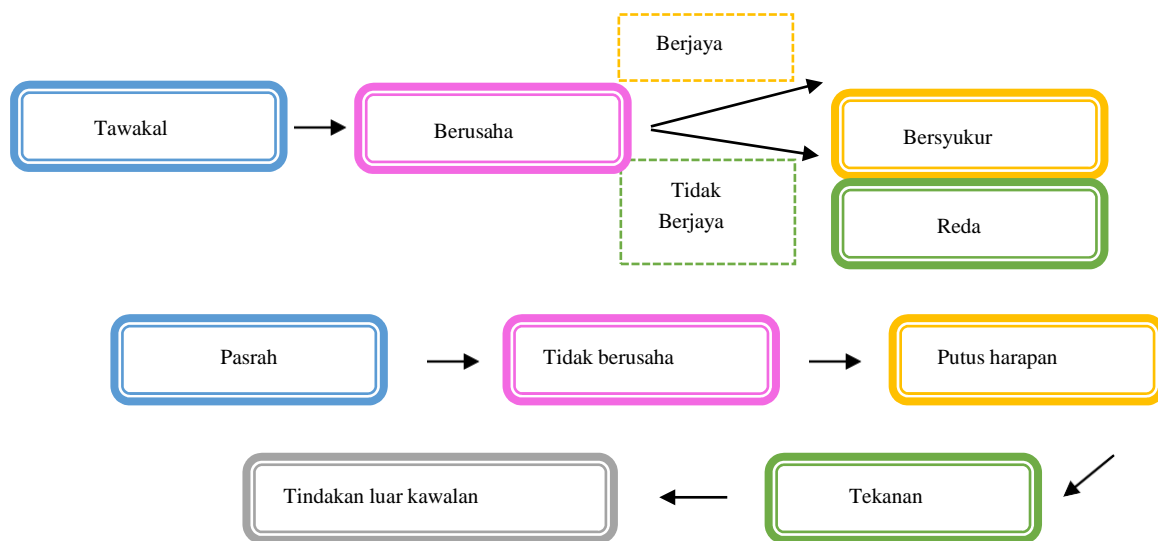 Berjaya
Tawakal
Berusaha
Bersyukur
Tidak
Berjaya
Reda
Pasrah
Tidak berusaha
Putus harapan
Tindakan luar kawalan
Tekanan